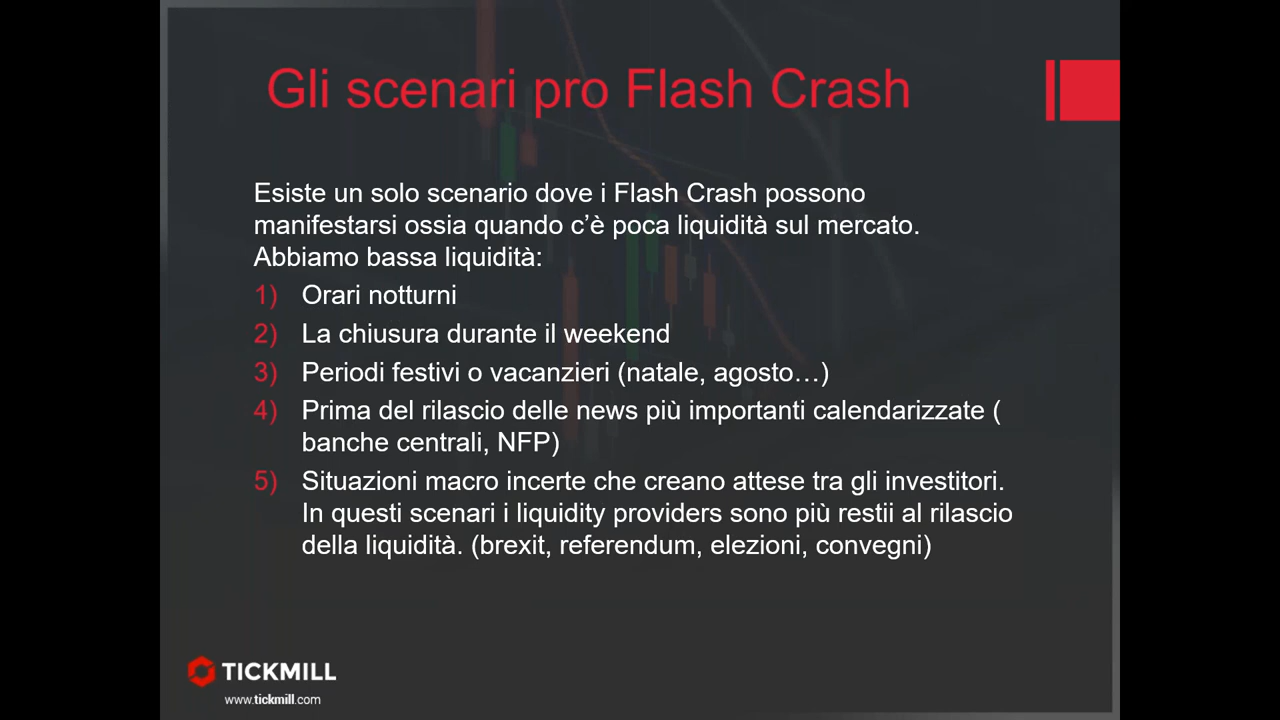 Gli scenari pro Flash Crash
Esiste un solo scenario dove i Flash Crash possono
manifestarsi ossia quando c’è poca liquidità sul mercato.
Abbiamo bassa liquidità:
1) Orari notturni
2) La chiusura durante il weekend
3) Periodi festivi o vacanzieri (natale, agosto…)
4) Prima del rilascio delle news più importanti calendarizzate (
banche centrali, NFP)
5) Situazioni macro incerte che creano attese tra gli investitori.
In questi scenari i liquidity providers sono più restii al rilascio
della liquidità. (brexit, referendum, elezioni, convegni)
TICKMILL
www.tickmill.com